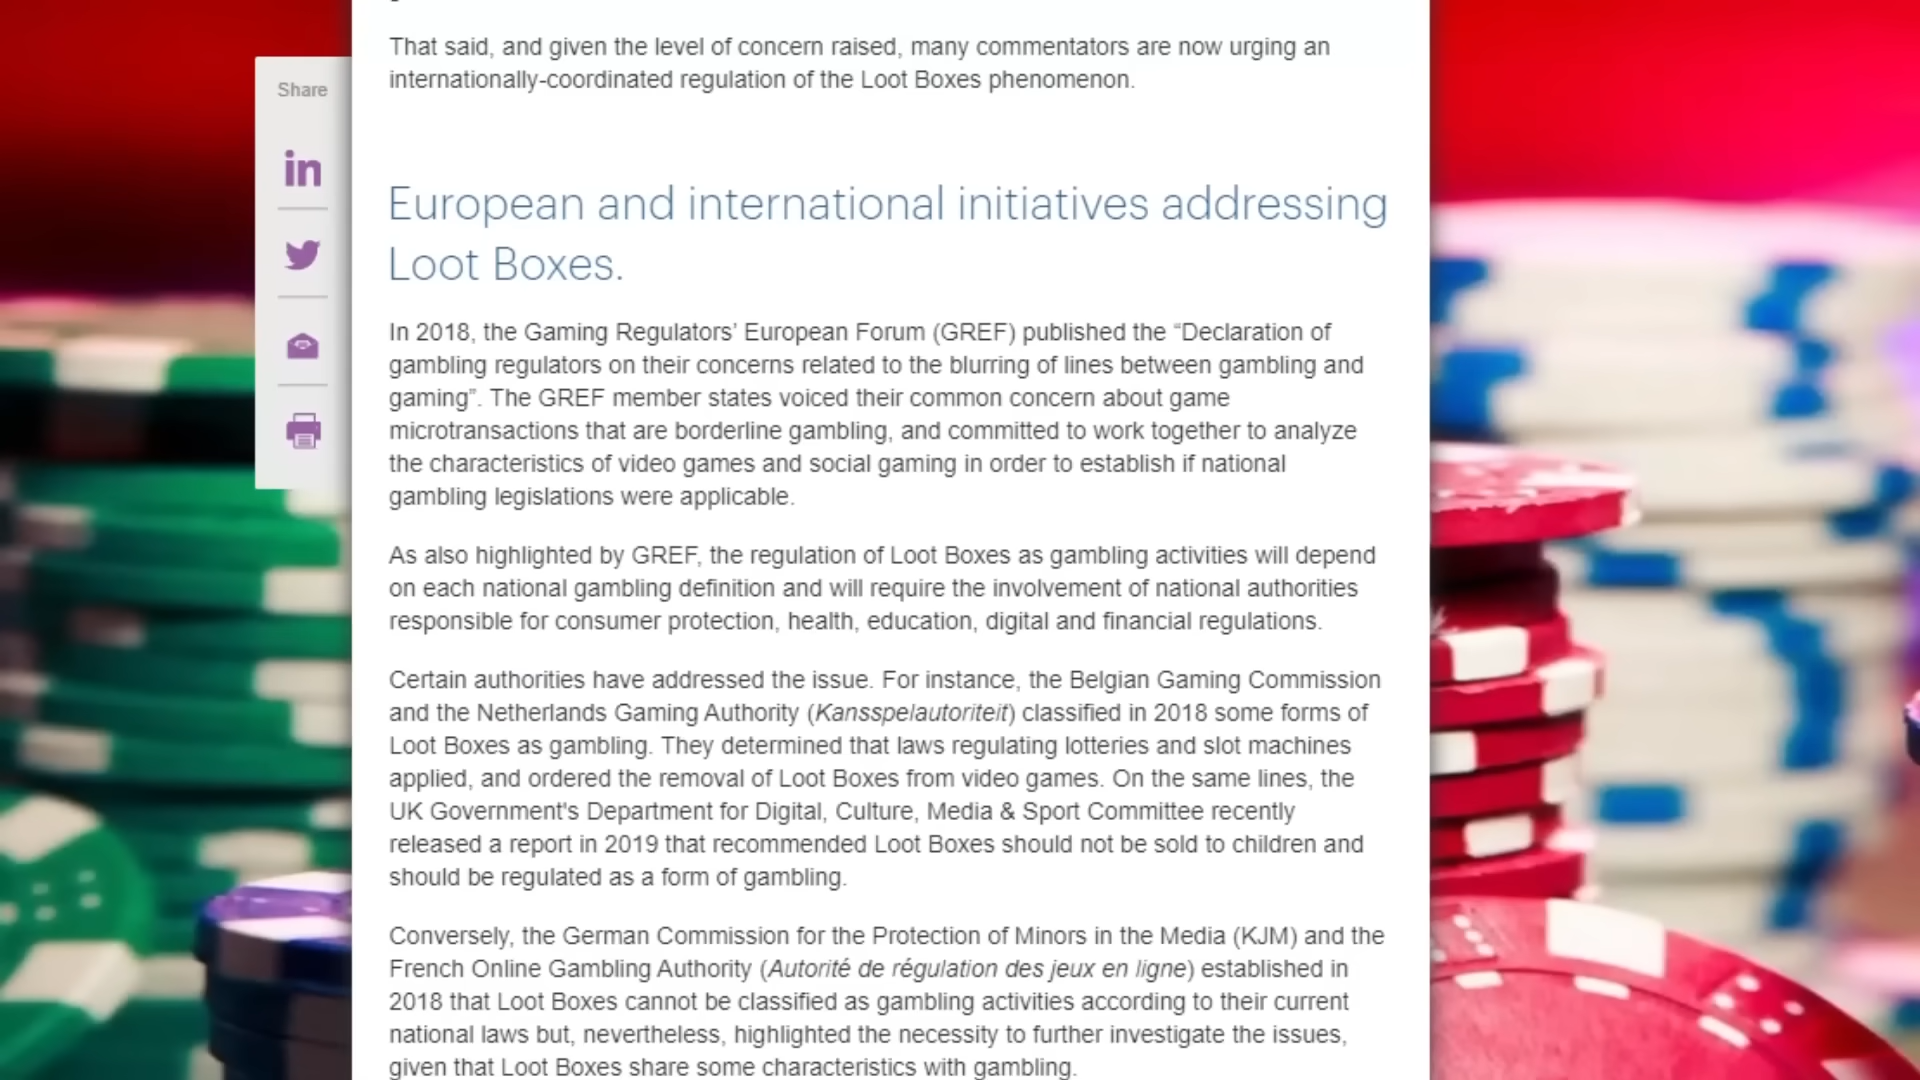 That said, and given the level of concern raised, many commentators are now urging an
internationally-coordinated regulation of the Loot Boxes phenomenon.
Share
in
European and international initiatives addressing
Loot Boxes.
In 2018, the Gaming Regulators’ European Forum (GREF) published the “Declaration of
gambling regulators on their concerns related to the blurring of lines between gambling and
gaming”. The GREF member states voiced their common concern about game
microtransactions that are borderline gambling, and committed to work together to analyze
the characteristics of video games and social gaming in order to establish if national
gambling legislations were applicable.
As also highlighted by GREF, the regulation of Loot Boxes as gambling activities will depend
on each national gambling definition and will require the involvement of national authorities
responsible for consumer protection, health, education, digital and financial regulations.
Certain authorities have addressed the issue. For instance, the Belgian Gaming Commission
and the Netherlands Gaming Authority (Kansspelautoriteit) classified in 2018 some forms of
Loot Boxes as gambling. They determined that laws regulating lotteries and slot machines
applied, and ordered the removal of Loot Boxes from video games. On the same lines, the
UK Government's Department for Digital, Culture, Media & Sport Committee recently
released a report in 2019 that recommended Loot Boxes should not be sold to children and
should be regulated as a form of gambling.
Conversely, the German Commission for the Protection of Minors in the Media (KJM) and the
French Online Gambling Authority (Autorité de régulation des jeux en ligne) established in
2018 that Loot Boxes cannot be classified as gambling activities according to their current
national laws but, nevertheless, highlighted the necessity to further investigate the issues,
given that Loot Boxes share some characteristics with gambling.